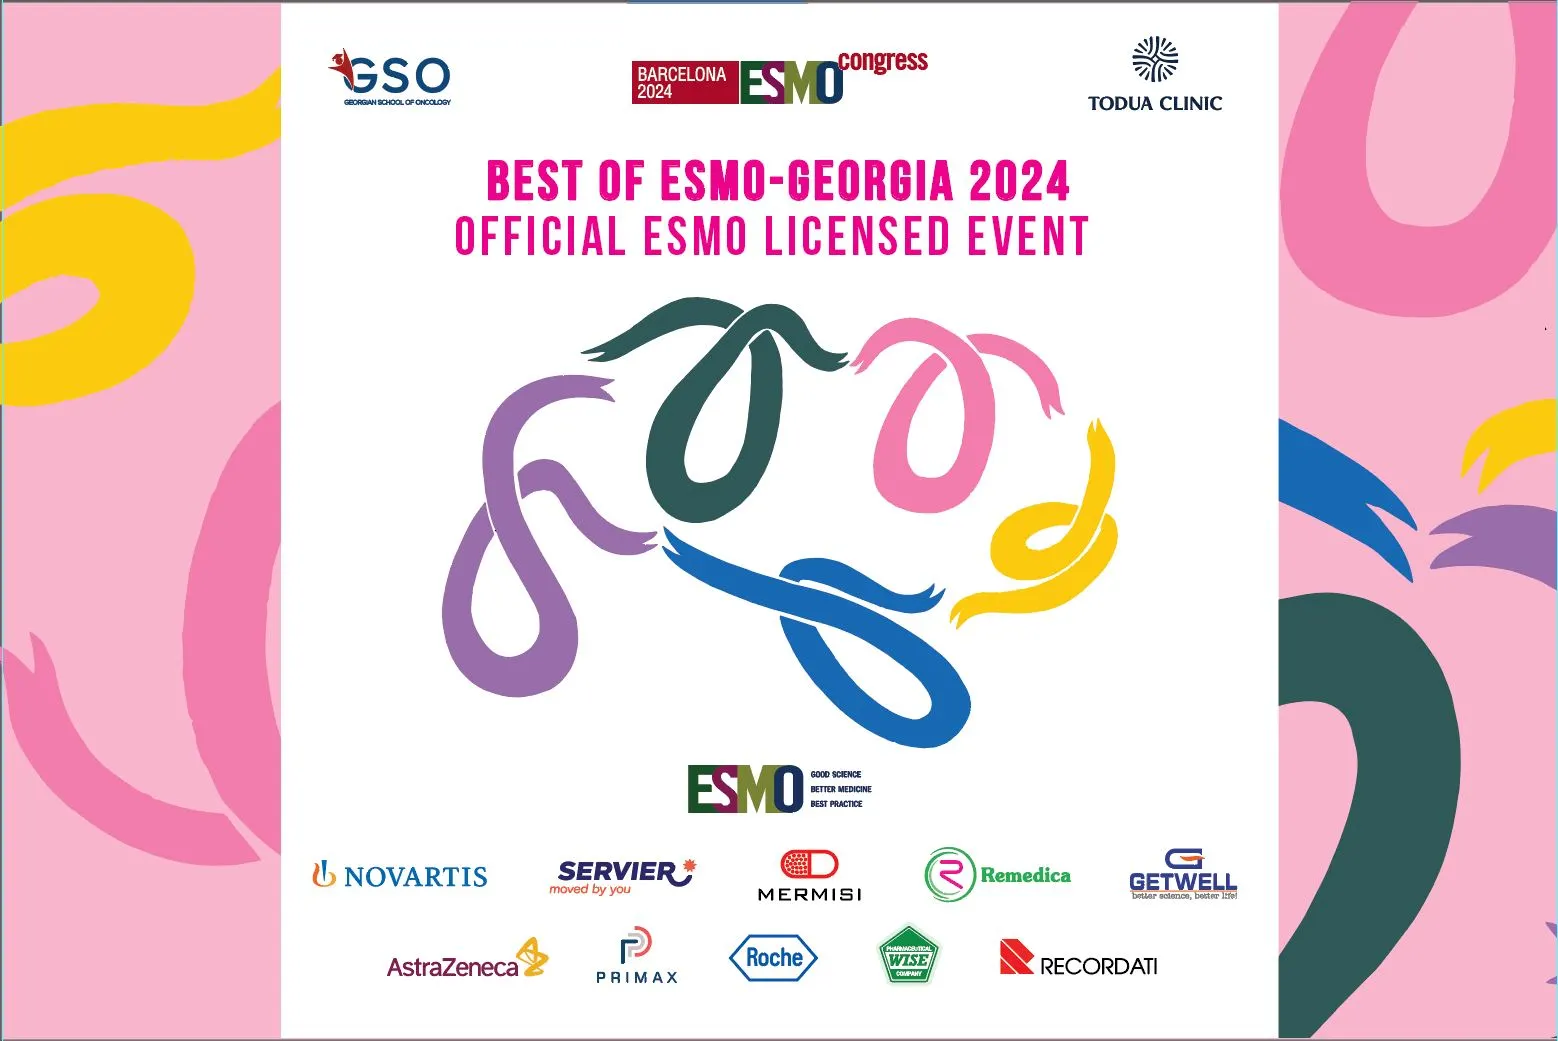 GSO
GEORGIAN SCHOOL OF ONCOLOGY
BARCELONA
2024
ESMO
congress
TODUA CLINIC
BEST OF ESMO-GEORGIA 2024
OFFICIAL ESMO LICENSED EVENT
ESMO
GOOD SCIENCE
BETTER MEDICINE
BEST PRACTICE
NOVARTIS
SERVIER
moved by you
MERMISI
Remedica
GETWELL
better science, better life!
AstraZeneca
PRIMAX
Roche
PHARMACEUTICAL
WISE
COMPANY
RECORDATI